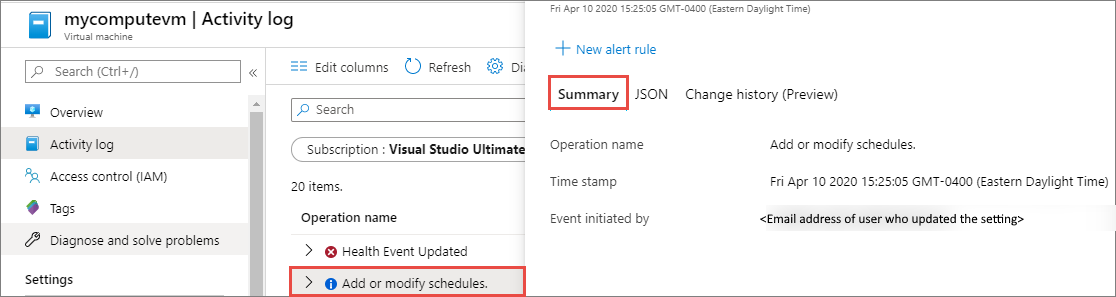 mycomputevm | Activity log
Virtual machine
Search (Ctrl+/)
«
Overview
Activity log
Access control (IAM)
Tags
Diagnose and solve problems
Settings
Edit columns
Refresh
Dia
Search
Subscription : Visual Studio Ultimate
20 items.
Operation name
Health Event Updated
Add or modify schedules.
Fri Apr 10 2020 15:25:05 GMT-0400 (Eastern Daylight Time)
New alert rule
Summary JSON Change history (Preview)
Operation name Add or modify schedules.
Time stamp Fri Apr 10 2020 15:25:05 GMT-0400 (Eastern Daylight Time)
Event initiated by <Email address of user who updated the setting>